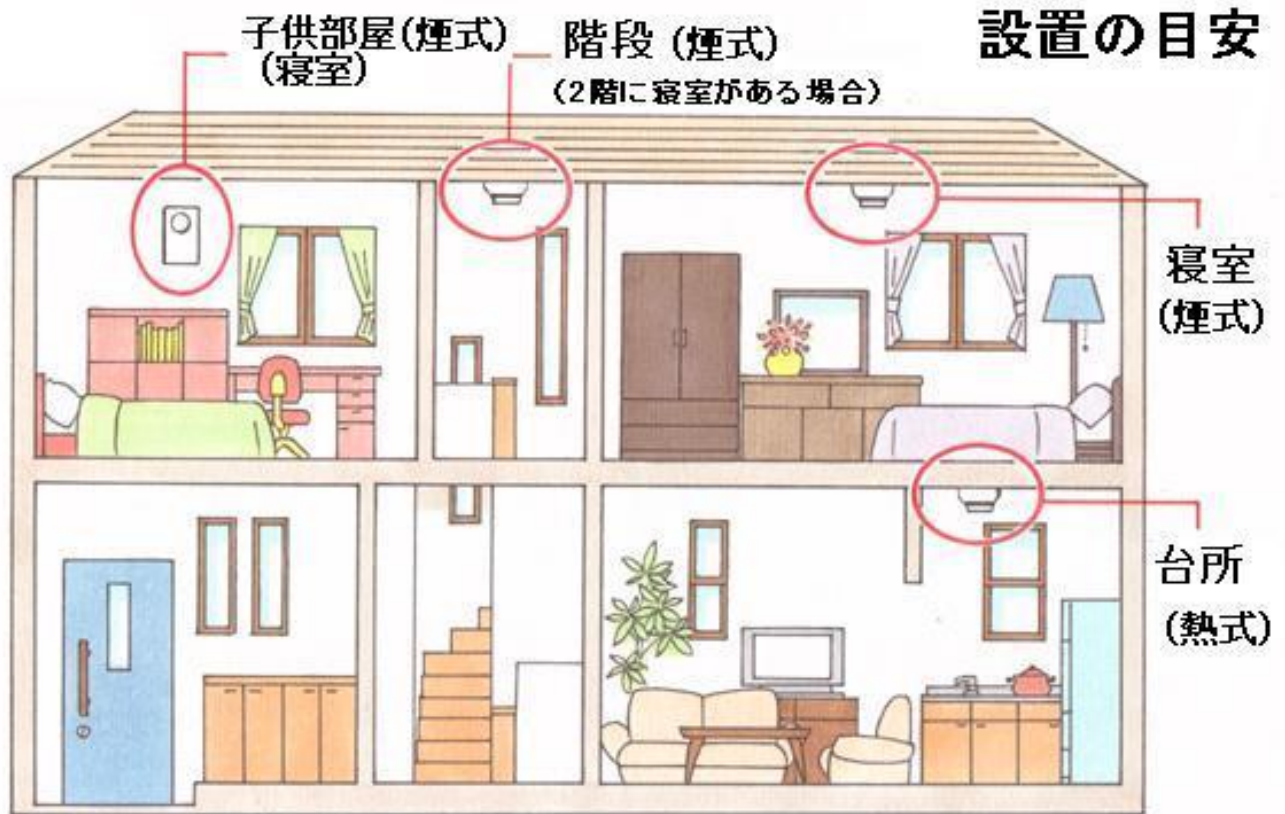 設置の目安
子供部屋(煙式)
(寝室)
階段 (煙式)
(2階に寝室がある場合)
寝室
(煙式)
台所
(熱式)